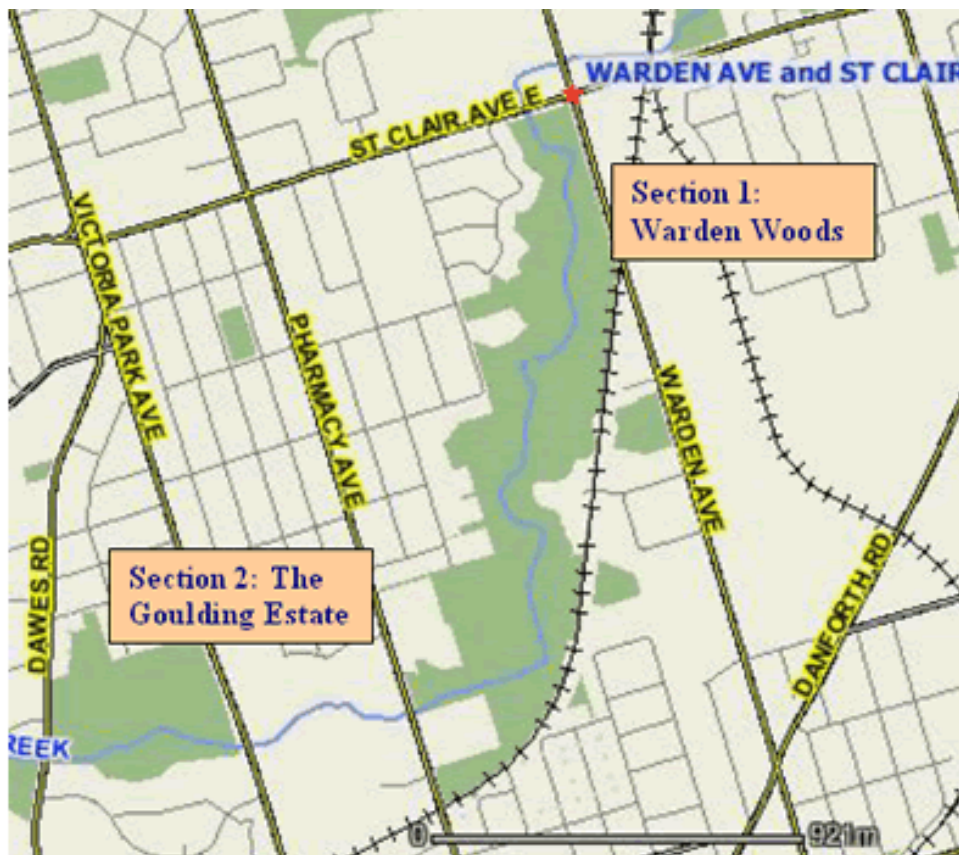 WARDEN AVE and ST CLAIR
ST CLAIR AVE E
Section 1:
Warden Woods
VICTORIA PARK AVE
PHARMACY AVE
WARDEN AVE
Section 2: The
Goulding Estate
DAWES RD
DANFORTH RD
REEK
0 921m